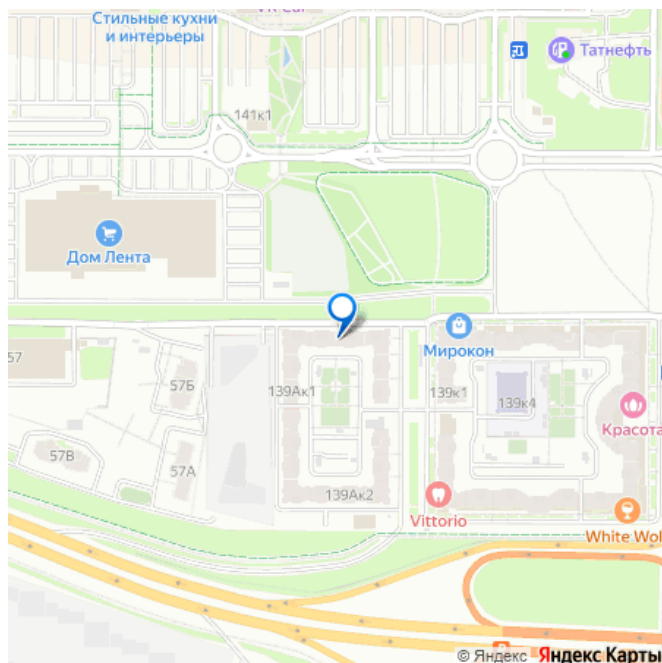 Стильные кухни
и интерьеры
Татнефть
141к1
Дом Лента
Мирокон
57
57Б
139Ак1
139к1
139к4
Красота
57В
57А
139Ак2
Vittorio
White Wol
© Яндекс Яндекс Карты